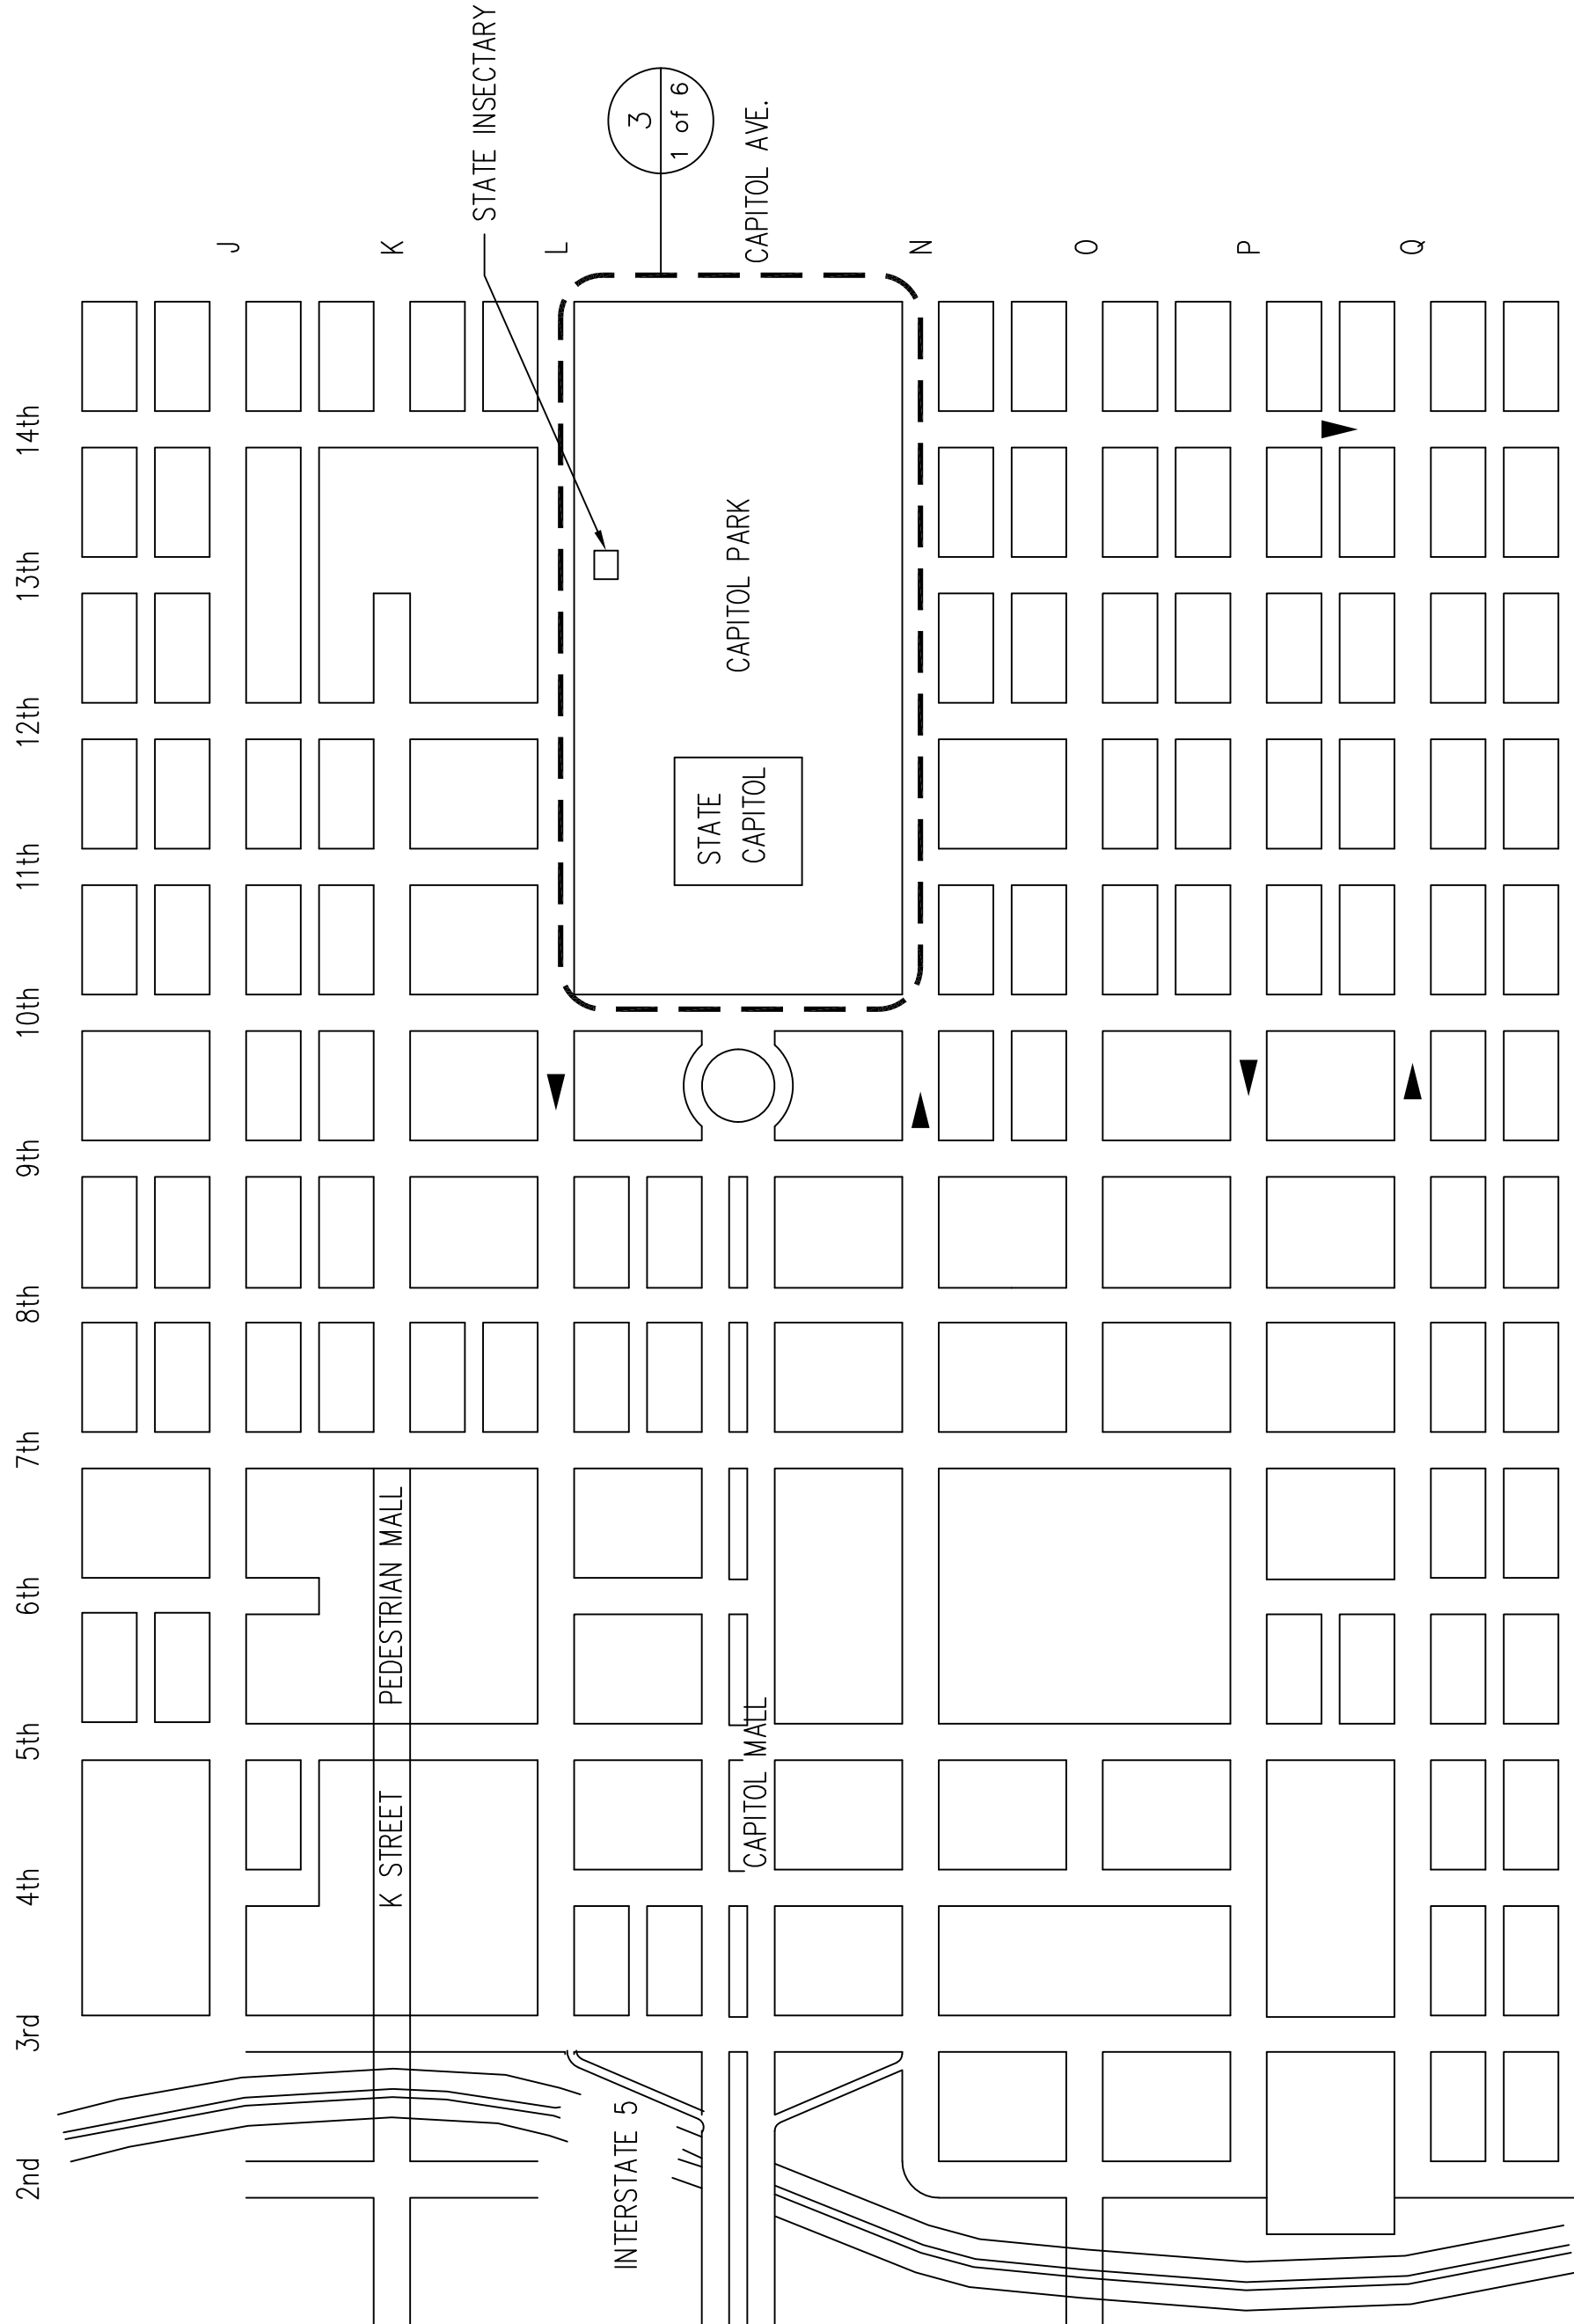 2nd
3rd
4th
5th
6th
7th
8th
9th
10th
11th
12th
13th
14th
J
K STREET
PEDESTRIAN MALL
K
STATE INSECTARY
L
INTERSTATE 5
3
1 of 6
STATE
CAPITOL
CAPITOL PARK
CAPITOL MALL
CAPITOL AVE.
N
O
P
Q